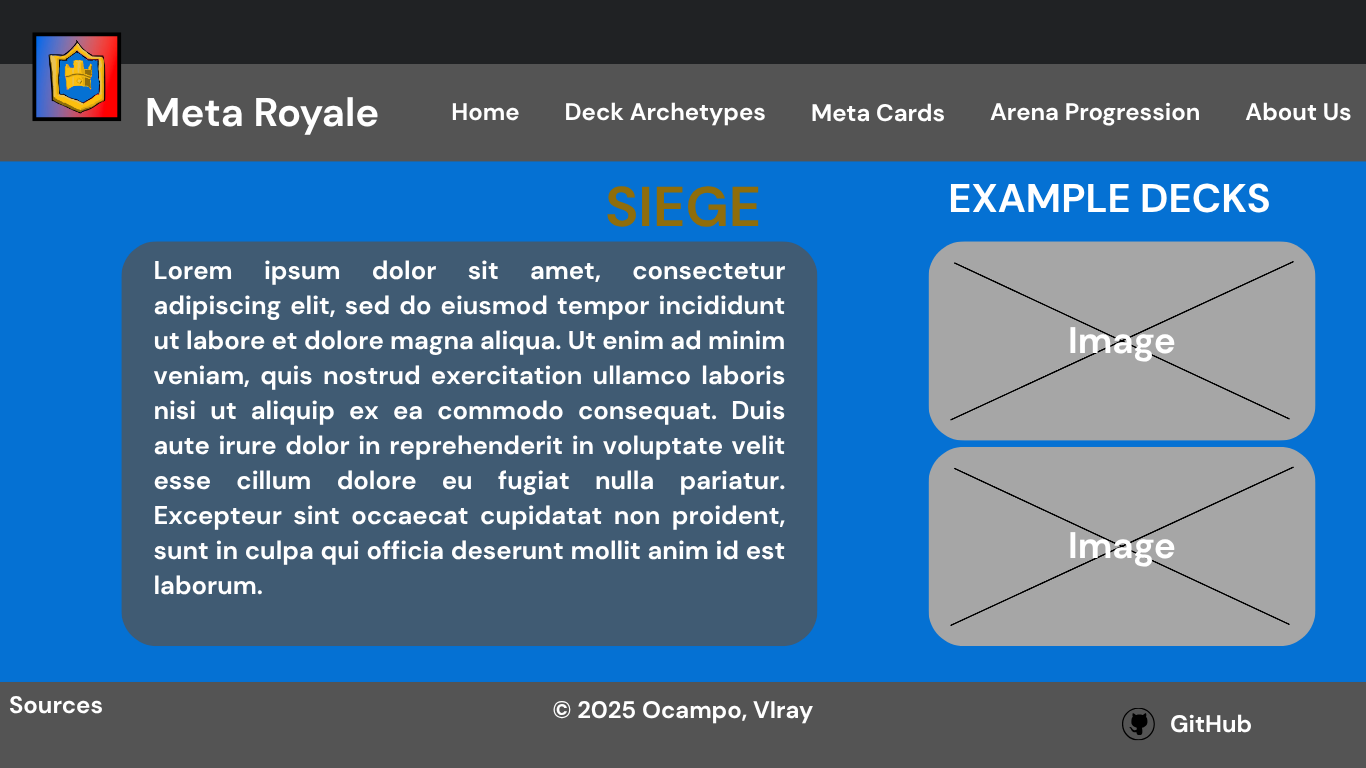 Meta Royale
Home
Deck Archetypes
Meta Cards
Arena Progression
About Us
SIEGE
Lorem ipsum dolor sit amet, consectetur
adipiscing elit, sed do eiusmod tempor incididunt
ut labore et dolore magna aliqua. Ut enim ad minim
veniam, quis nostrud exercitation ullamco laboris
nisi ut aliquip ex ea commodo consequat. Duis
aute irure dolor in reprehenderit in voluptate velit
esse cillum dolore eu fugiat nulla pariatur.
Excepteur sint occaecat cupidatat non proident,
sunt in culpa qui officia deserunt mollit anim id est
laborum.
EXAMPLE DECKS
Image
Image
Sources
© 2025 Ocampo, VIray
GitHub